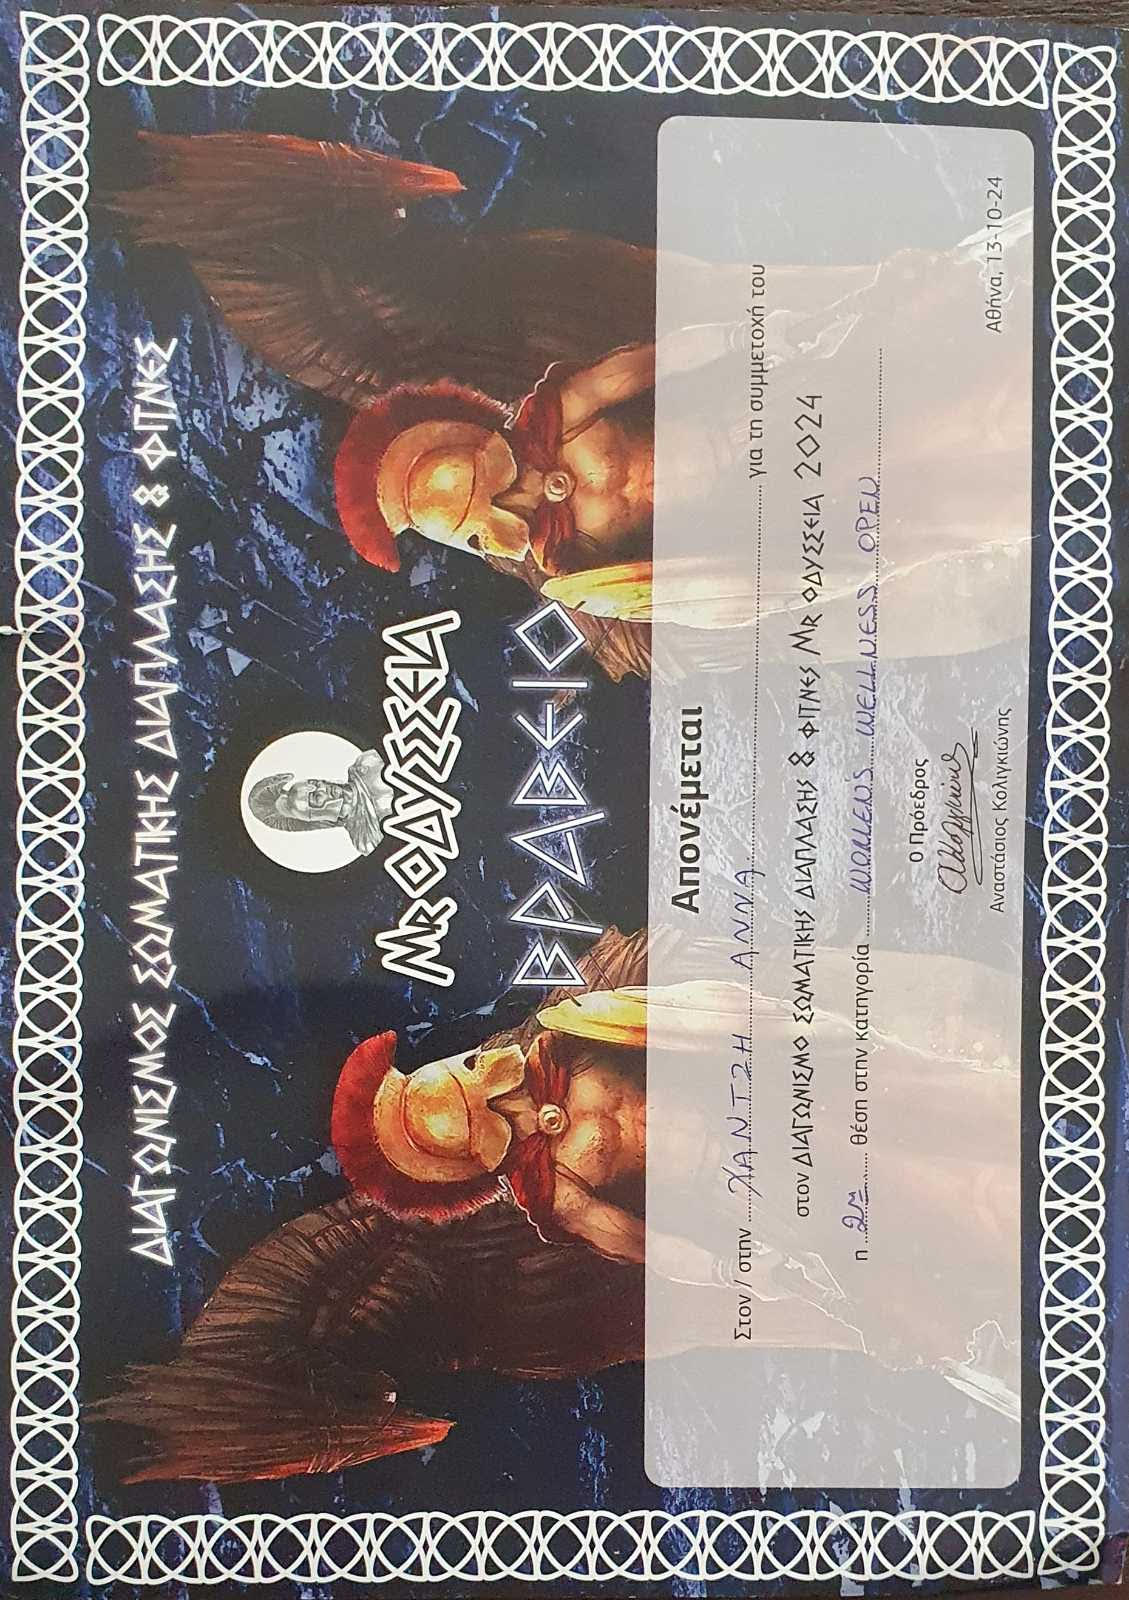 ΔΙΑΓΩΝΙΣΜΟΣ ΣΩΜΑΤΙΚΗΣ ΔΙΑΠΛΑΣΗΣ & ΦΙΤΝΕΣ
MR ΟΔΥΣΣΕΙΑ
ΒΡΑΒΕΙΟ
Απονέμεται
Στον / στην ΧΑΝΤΖΗ ΑΝΝΑ για τη συμμετοχή του
στον ΔΙΑΓΩΝΙΣΜΟ ΣΩΜΑΤΙΚΗΣ ΔΙΑΠΛΑΣΗΣ & ΦΙΤΝΕΣ MR ΟΔΥΣΣΕΙΑ 2024
η 2η θέση στην κατηγορία WOMENS WELLNESS OPEN
Ο Πρόεδρος
Αναστάσιος Κολιγκιώνης
Αθήνα, 13-10-24